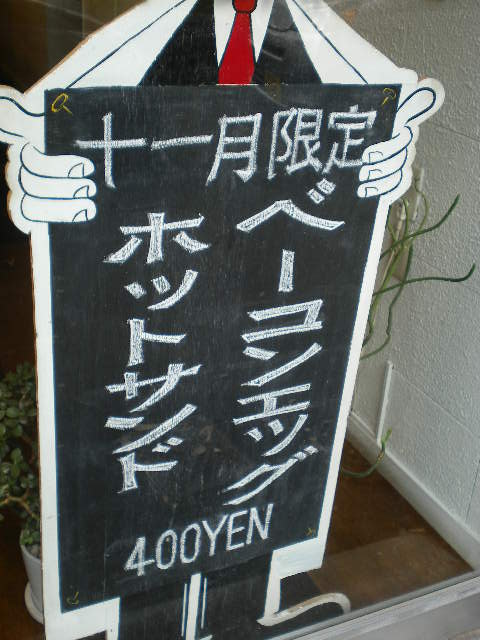 十一月限定
ベーコンエッグ
ホットサンド
400YEN